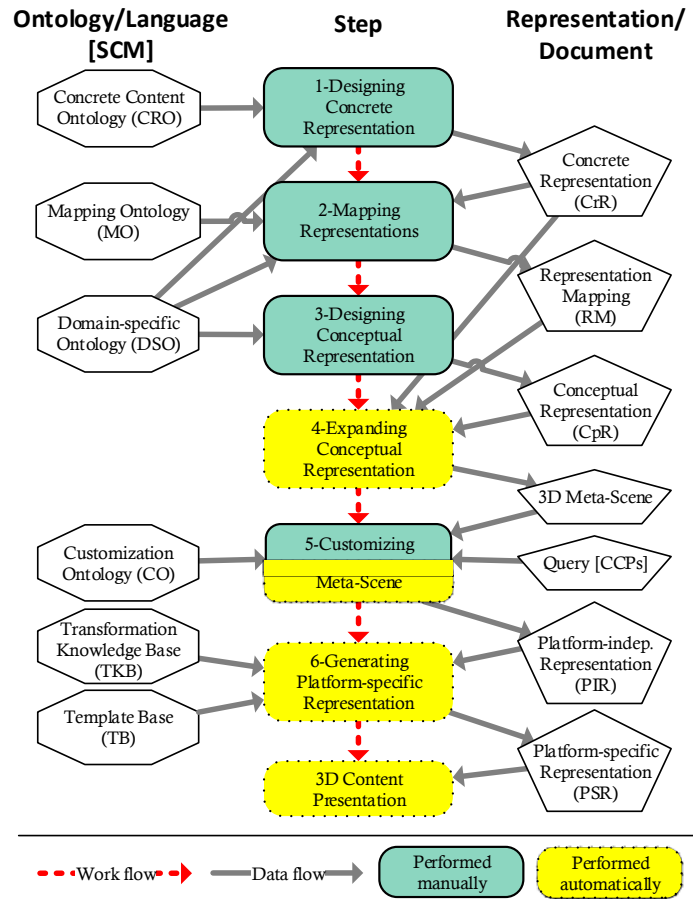 Ontology/Language
[SCM]
Step
Representation/
Document
Concrete Content
Ontology (CRO)
1-Designing
Concrete
Representation
Concrete
Representation
(CrR)
Mapping Ontology
(MO)
2-Mapping
Representations
Representation
Mapping
(RM)
Domain-specific
Ontology (DSO)
3-Designing
Conceptual
Representation
Conceptual
Representation
(CpR)
4-Expanding
Conceptual
Representation
3D Meta-Scene
Customization
Ontology (CO)
5-Customizing
Meta-Scene
Query [CCPs]
Transformation
Knowledge Base
(TKB)
Platform-indep.
Representation
(PIR)
6-Generating
Platform-specific
Representation
Template Base
(TB)
Platform-specific
Representation
(PSR)
3D Content
Presentation
Work flow
Data flow
Performed
manually
Performed
automatically